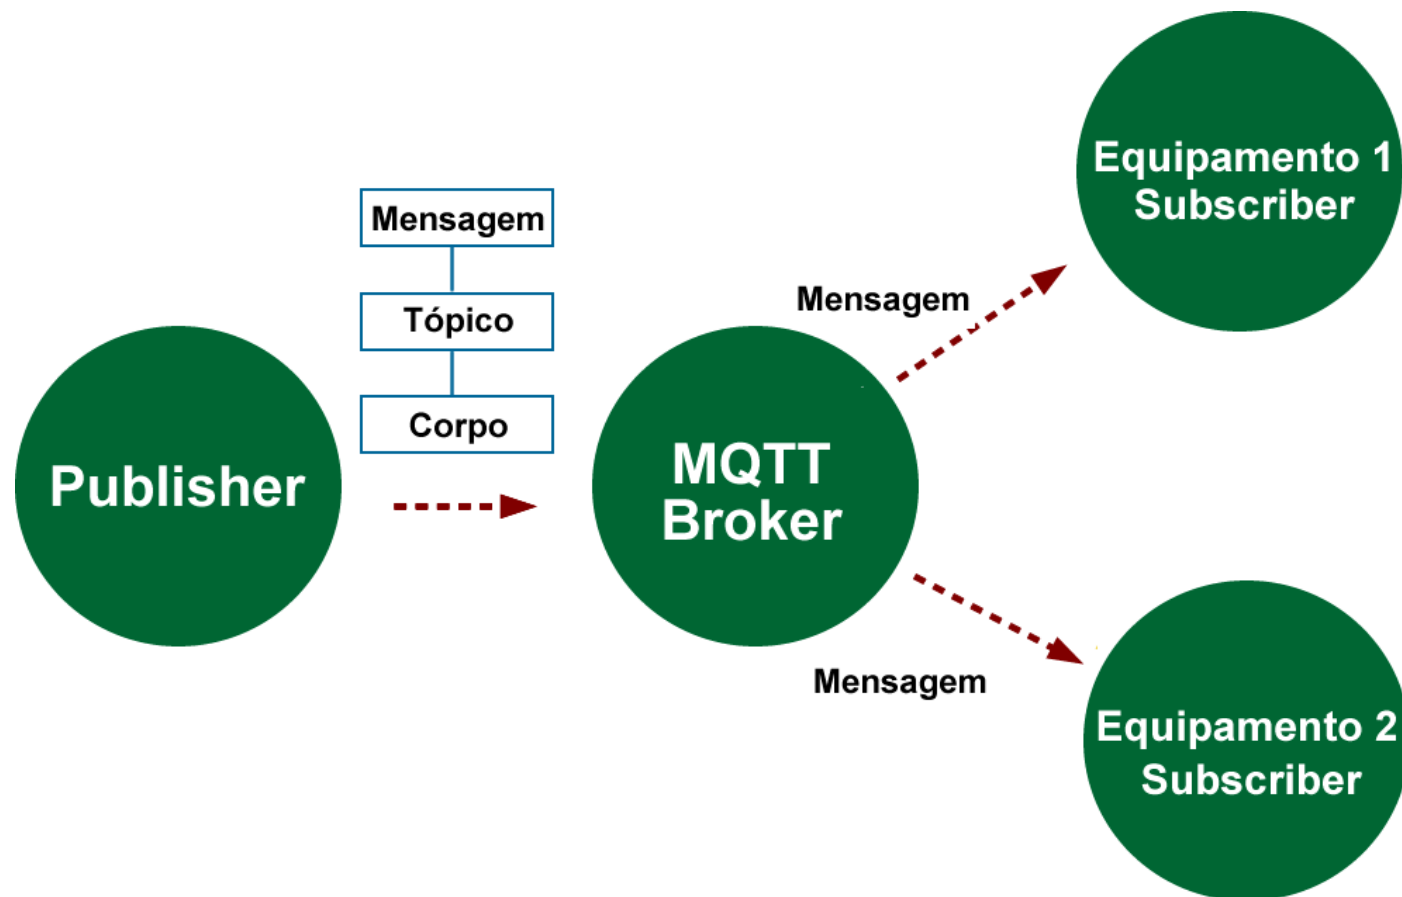 Equipamento 1
Subscriber
Mensagem
Mensagem
Tópico
Corpo
Publisher
MQTT
Broker
Mensagem
Equipamento 2
Subscriber